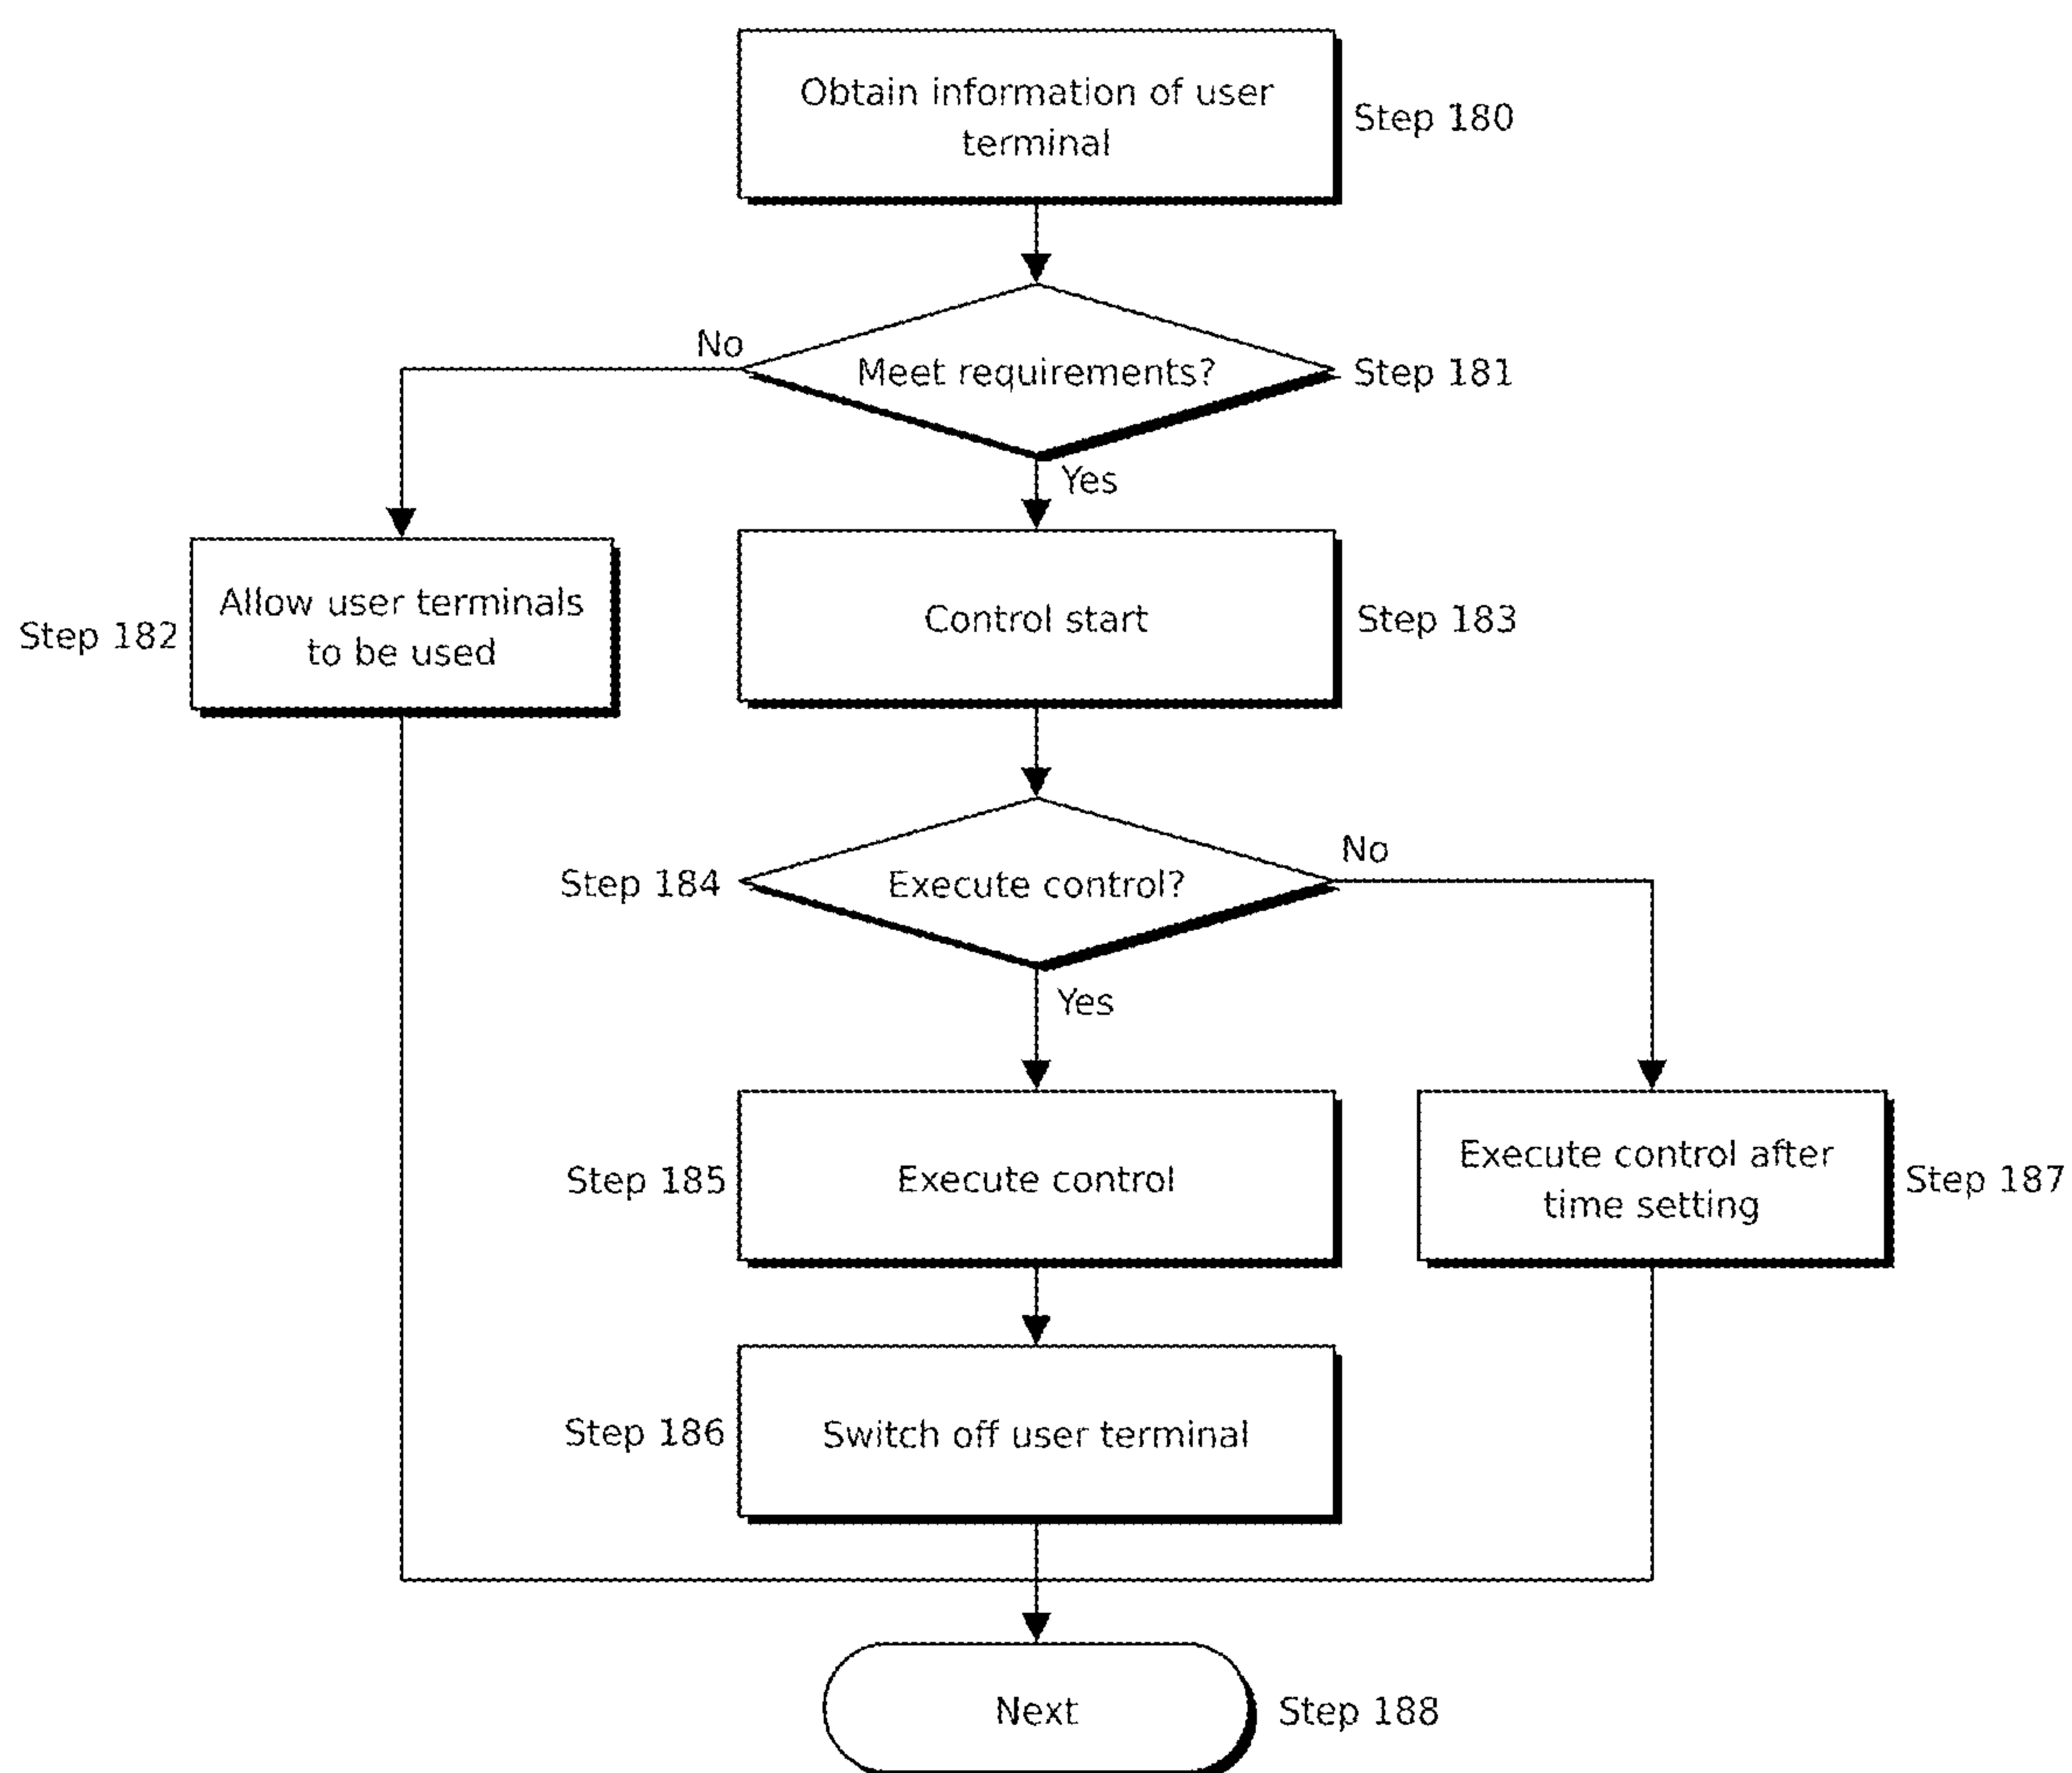 Obtain information of user
terminal
Step 180
No
Meet requirements?
Step 181
Yes
Step 182
Allow user terminals
to be used
Control start
Step 183
Step 184
Execute control?
No
Yes
Step 185
Execute control
Execute control after
time setting
Step 187
Step 186
Switch off user terminal
Next
Step 188